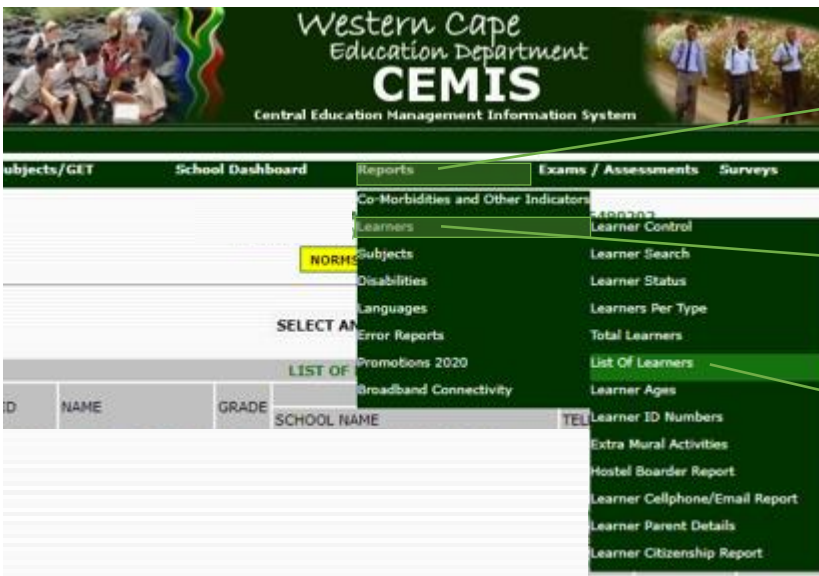 Western Cape
Education Department
CEMIS
Central Education Management Information System
ubjects/GET School Dashboard Reports Exams / Assessments Surveys
Co-Morbidities and Other Indicators
Learners
Subjects
Disabilities
Languages
Error Reports
Promotions 2020
Broadband Connectivity
Learner Control
Learner Search
Learner Status
Learners Per Type
Total Learners
List Of Learners
Learner Ages
Learner ID Numbers
Extra Mural Activities
Hostel Boarder Report
Learner Cellphone/Email Report
Learner Parent Details
Learner Citizenship Report
NORMS
SELECT AN
LIST OF
ID NAME GRADE SCHOOL NAME TEL